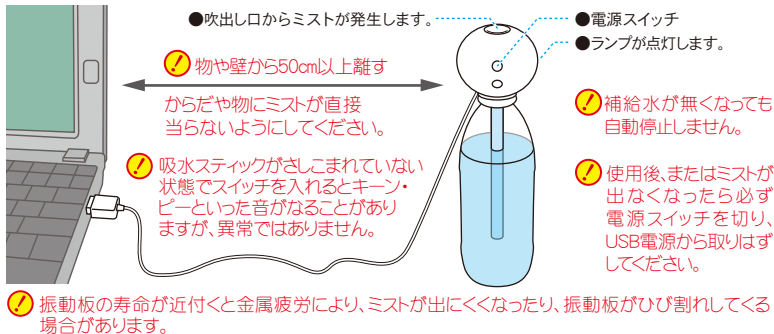 ●吹出し口からミストが発生します。
●電源スイッチ
●ランプが点灯します。
物や壁から50cm以上離す
からだや物にミストが直接
当らないようにしてください。
吸水スティックがさしこまれていない
状態でスイッチを入れるとキーン・
ピーといった音がなることがあり
ますが、異常ではありません。
補給水が無くなっても
自動停止しません。
使用後、またはミストが
出なくなったら必ず
電源スイッチを切り、
USB電源から取りはず
してください。
振動板の寿命が近付くと金属疲労により、ミストが出にくくなったり、振動板がひび割れしてくる
場合があります。